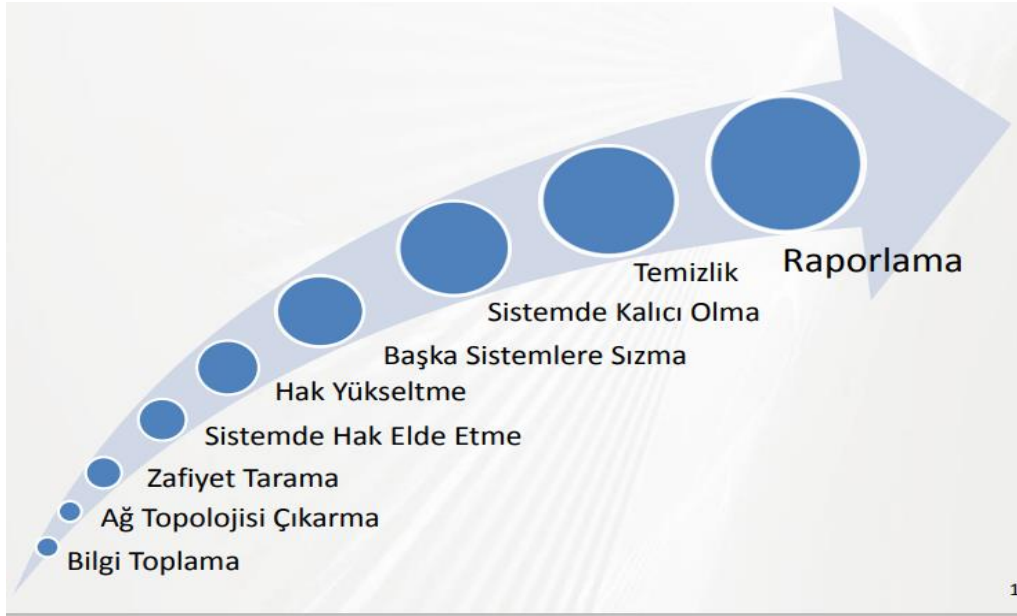 Raporlama
Temizlik
Sistemde Kalıcı Olma
Başka Sistemlere Sızma
Hak Yükseltme
Sistemde Hak Elde Etme
Zafiyet Tarama
Ağ Topolojisi Çıkarma
Bilgi Toplama
1